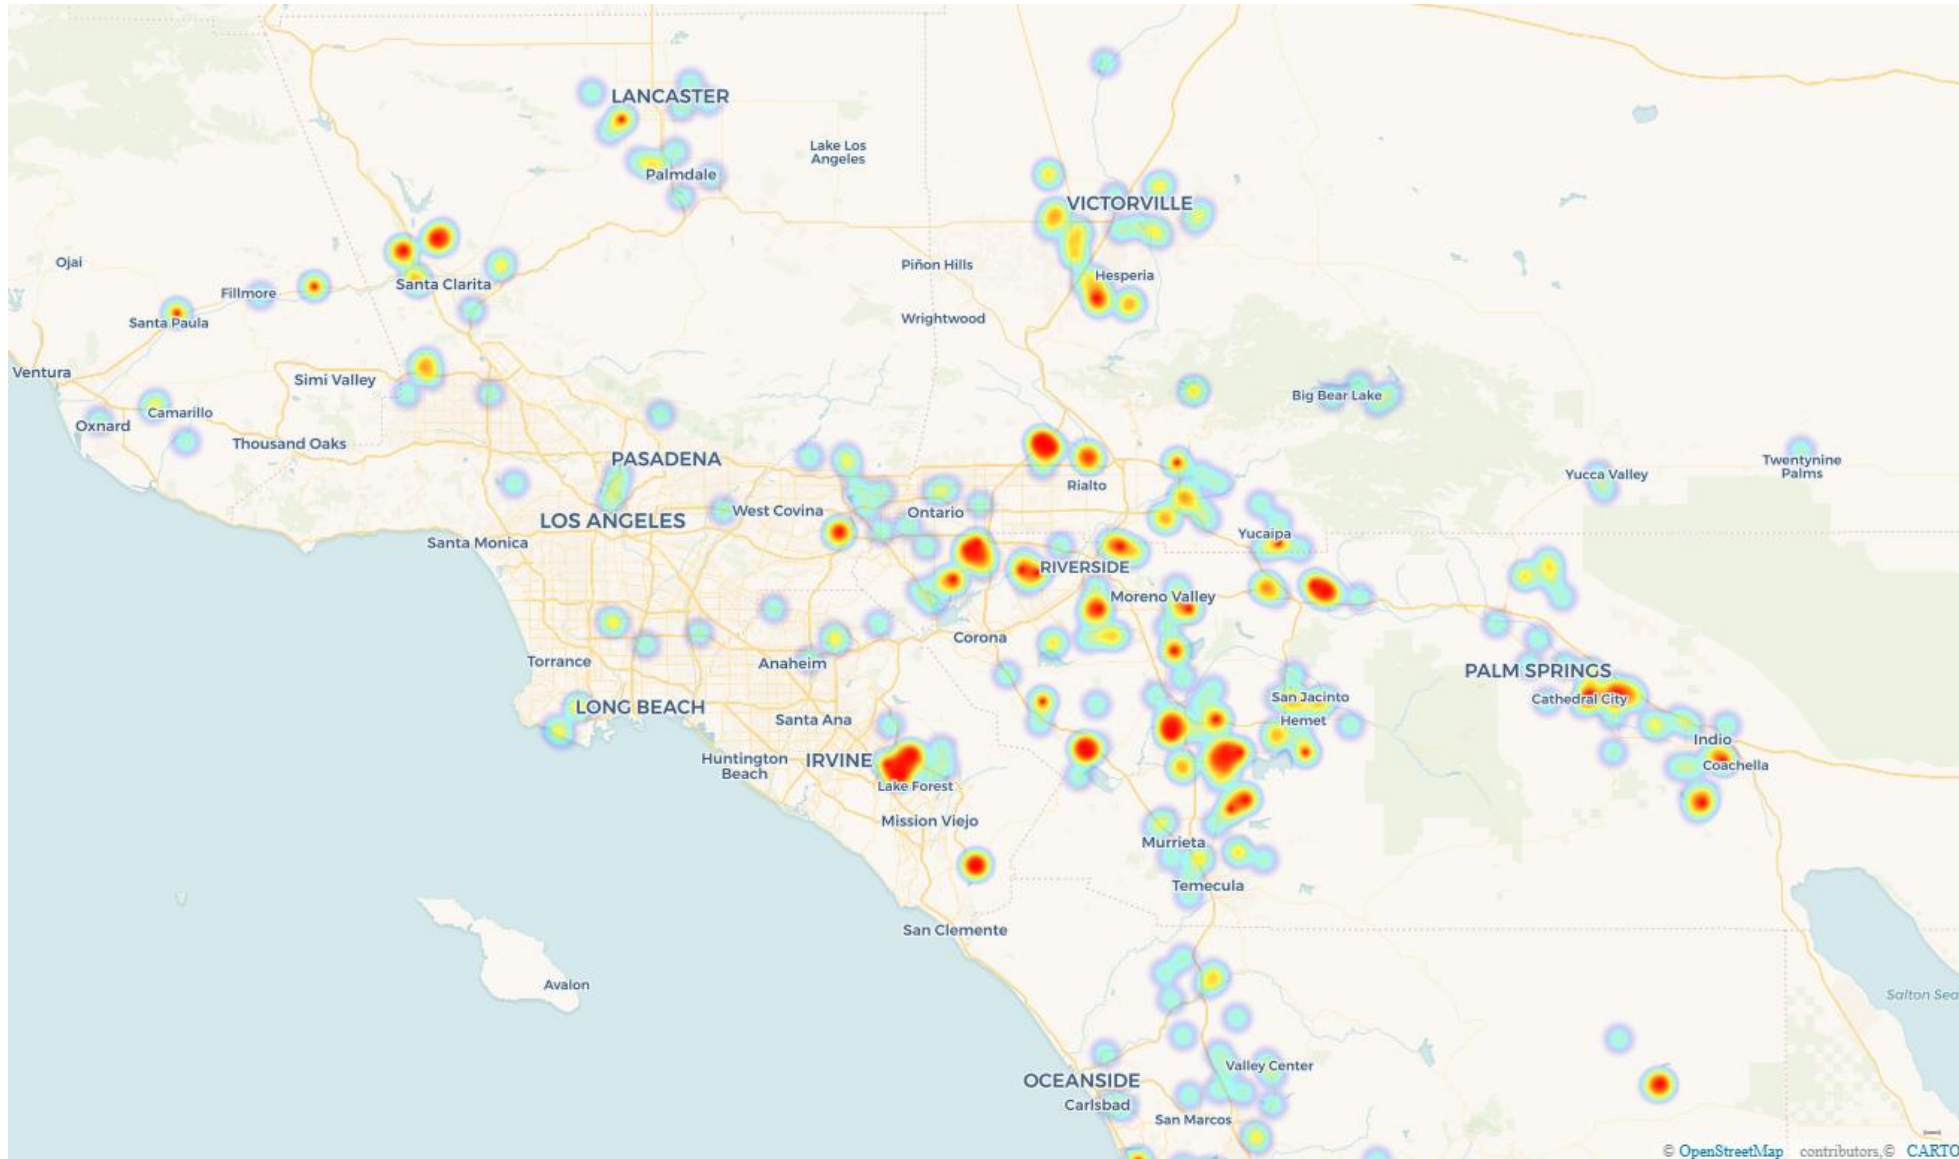 LANCASTER
Lake Los
Angeles
Palmdale
VICTORVILLE
Ojai
Piñon Hills
Hesperia
Santa Clarita
Fillmore
Santa Paula
Wrightwood
Ventura
Simi Valley
Big Bear Lake
Camarillo
Oxnard
Thousand Oaks
PASADENA
Twentynine
Palms
Yucca Valley
Rialto
West Covina
Ontario
LOS ANGELES
Yucaipa
Santa Monica
RIVERSIDE
Moreno Valley
Corona
Torrance
Anaheim
PALM SPRINGS
San Jacinto
Cathedral City
LONG BEACH
Santa Ana
Hemet
Indio
Huntington
Beach
IRVINE
Coachella
Lake Forest
Mission Viejo
Murrieta
Temecula
San Clemente
Avalon
Salton Sea
Valley Center
OCEANSIDE
Carlsbad
San Marcos
© OpenStreetMap contributors,© CARTO